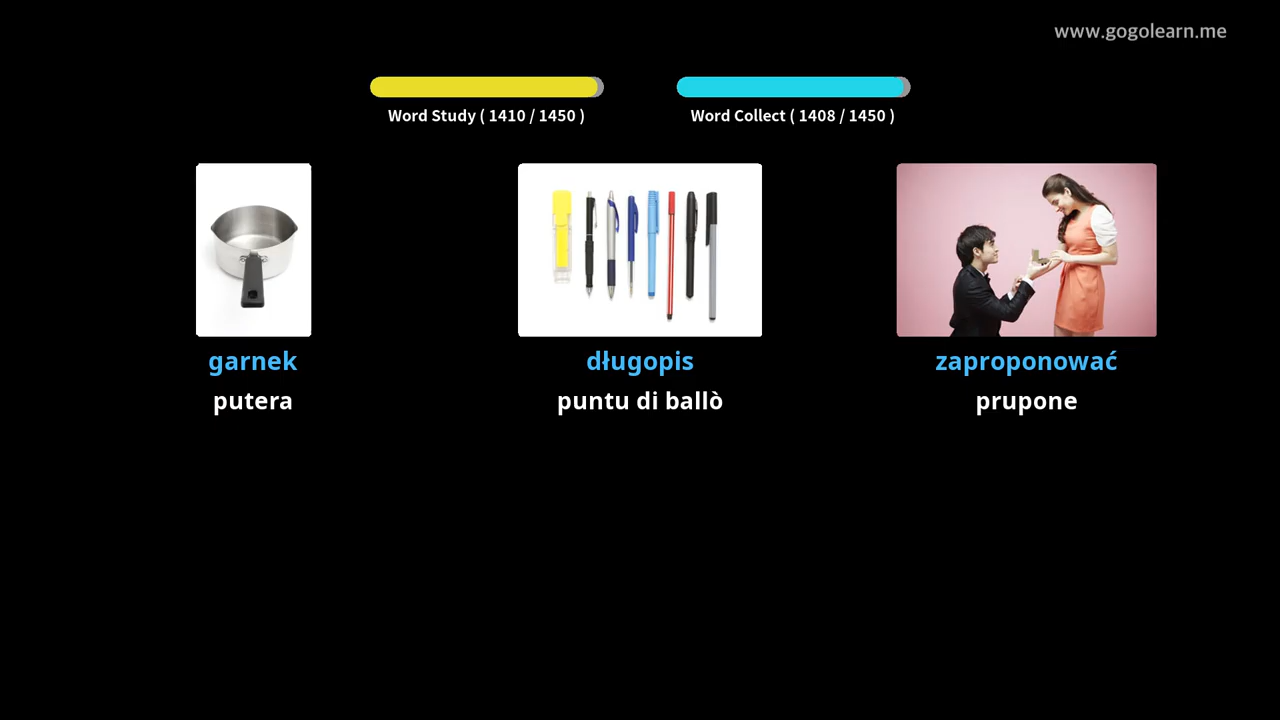 www.gogolearn.me
Word Study ( 1410 / 1450 )
Word Collect ( 1408 / 1450 )
garnek
długopis
zaproponować
putera
puntu di ballò
prupone